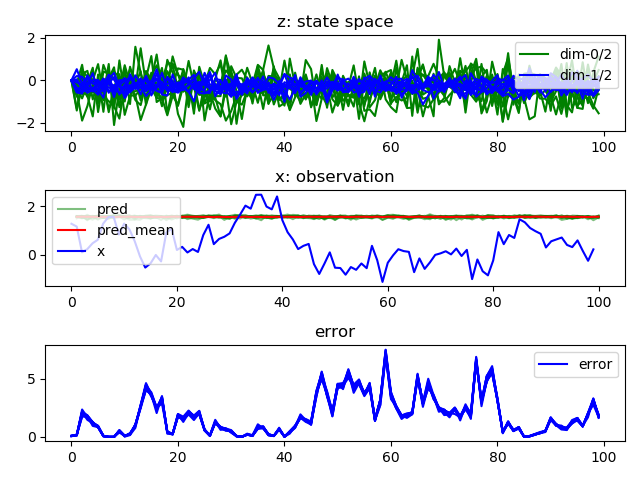 z: state space
2
0
−2
dim-0/2
dim-1/2
0 20 40 60 80 100
x: observation
2
0
pred
pred_mean
x
0 20 40 60 80 100
error
5
0
error
0 20 40 60 80 100